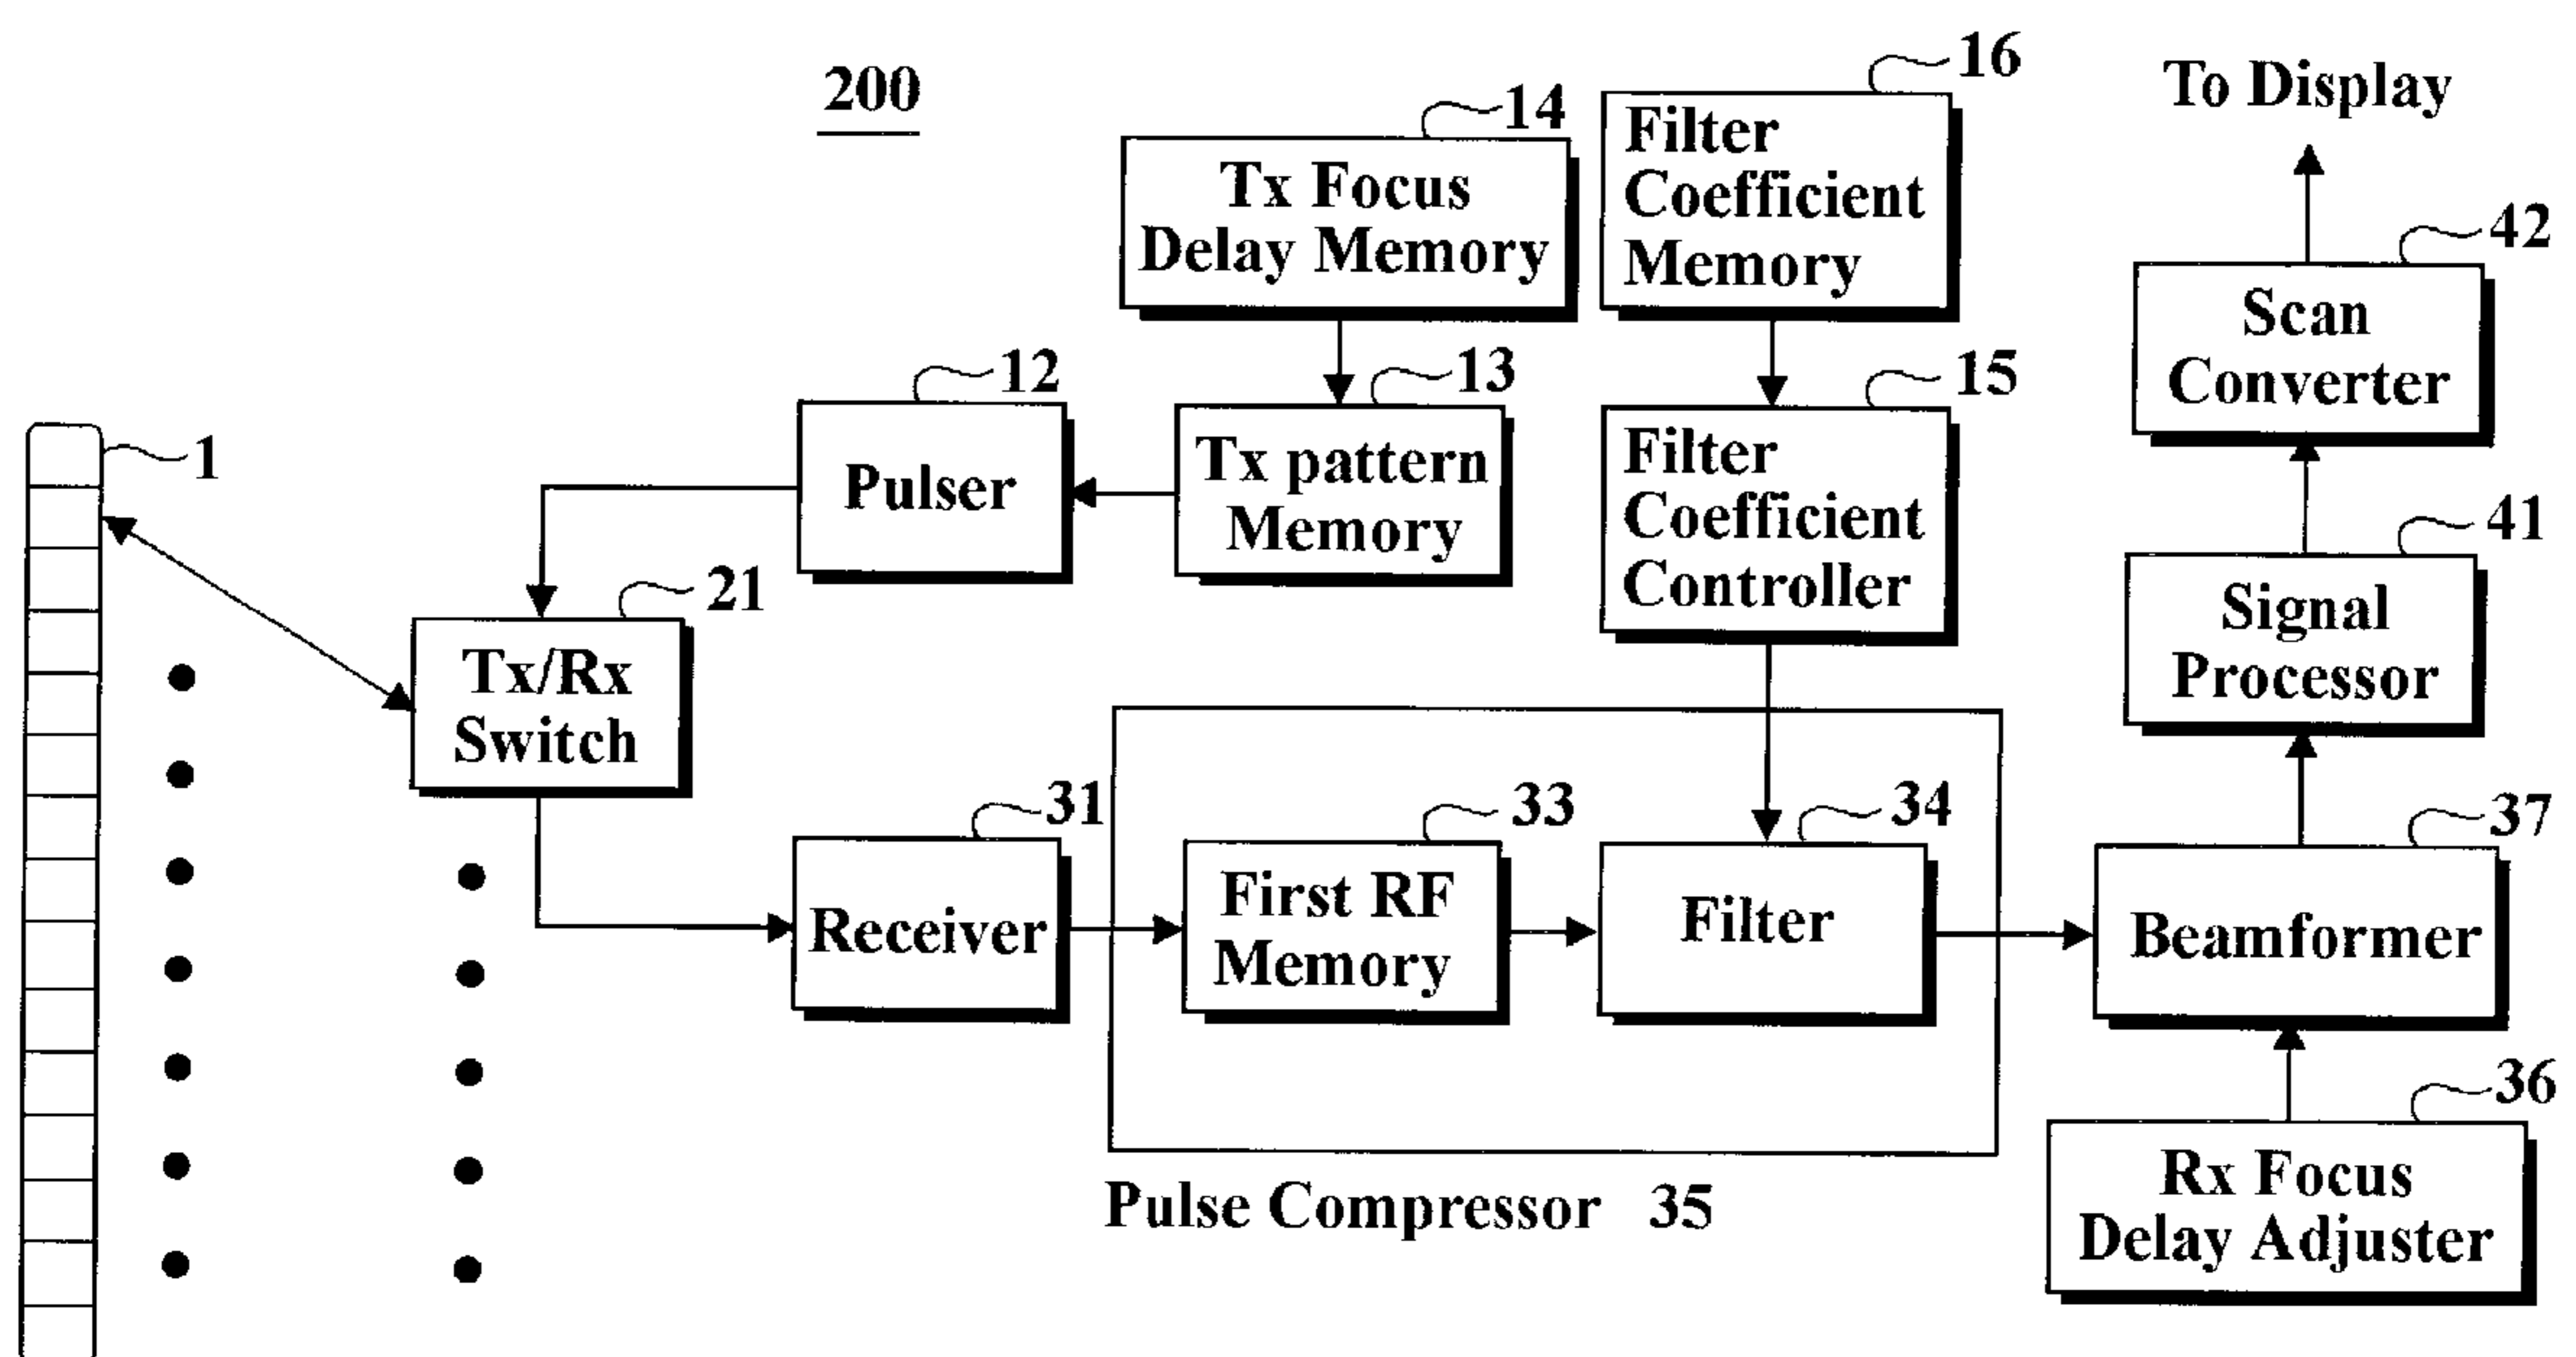 200
14
Tx Focus
Delay Memory
16
Filter
Coefficient
Memory
To Display
42
Scan
Converter
12
Pulser
13
Tx pattern
Memory
15
Filter
Coefficient
Controller
1
21
Tx/Rx
Switch
41
Signal
Processor
31
Receiver
33
First RF
Memory
34
Filter
37
Beamformer
Pulse Compressor 35
36
Rx Focus
Delay Adjuster